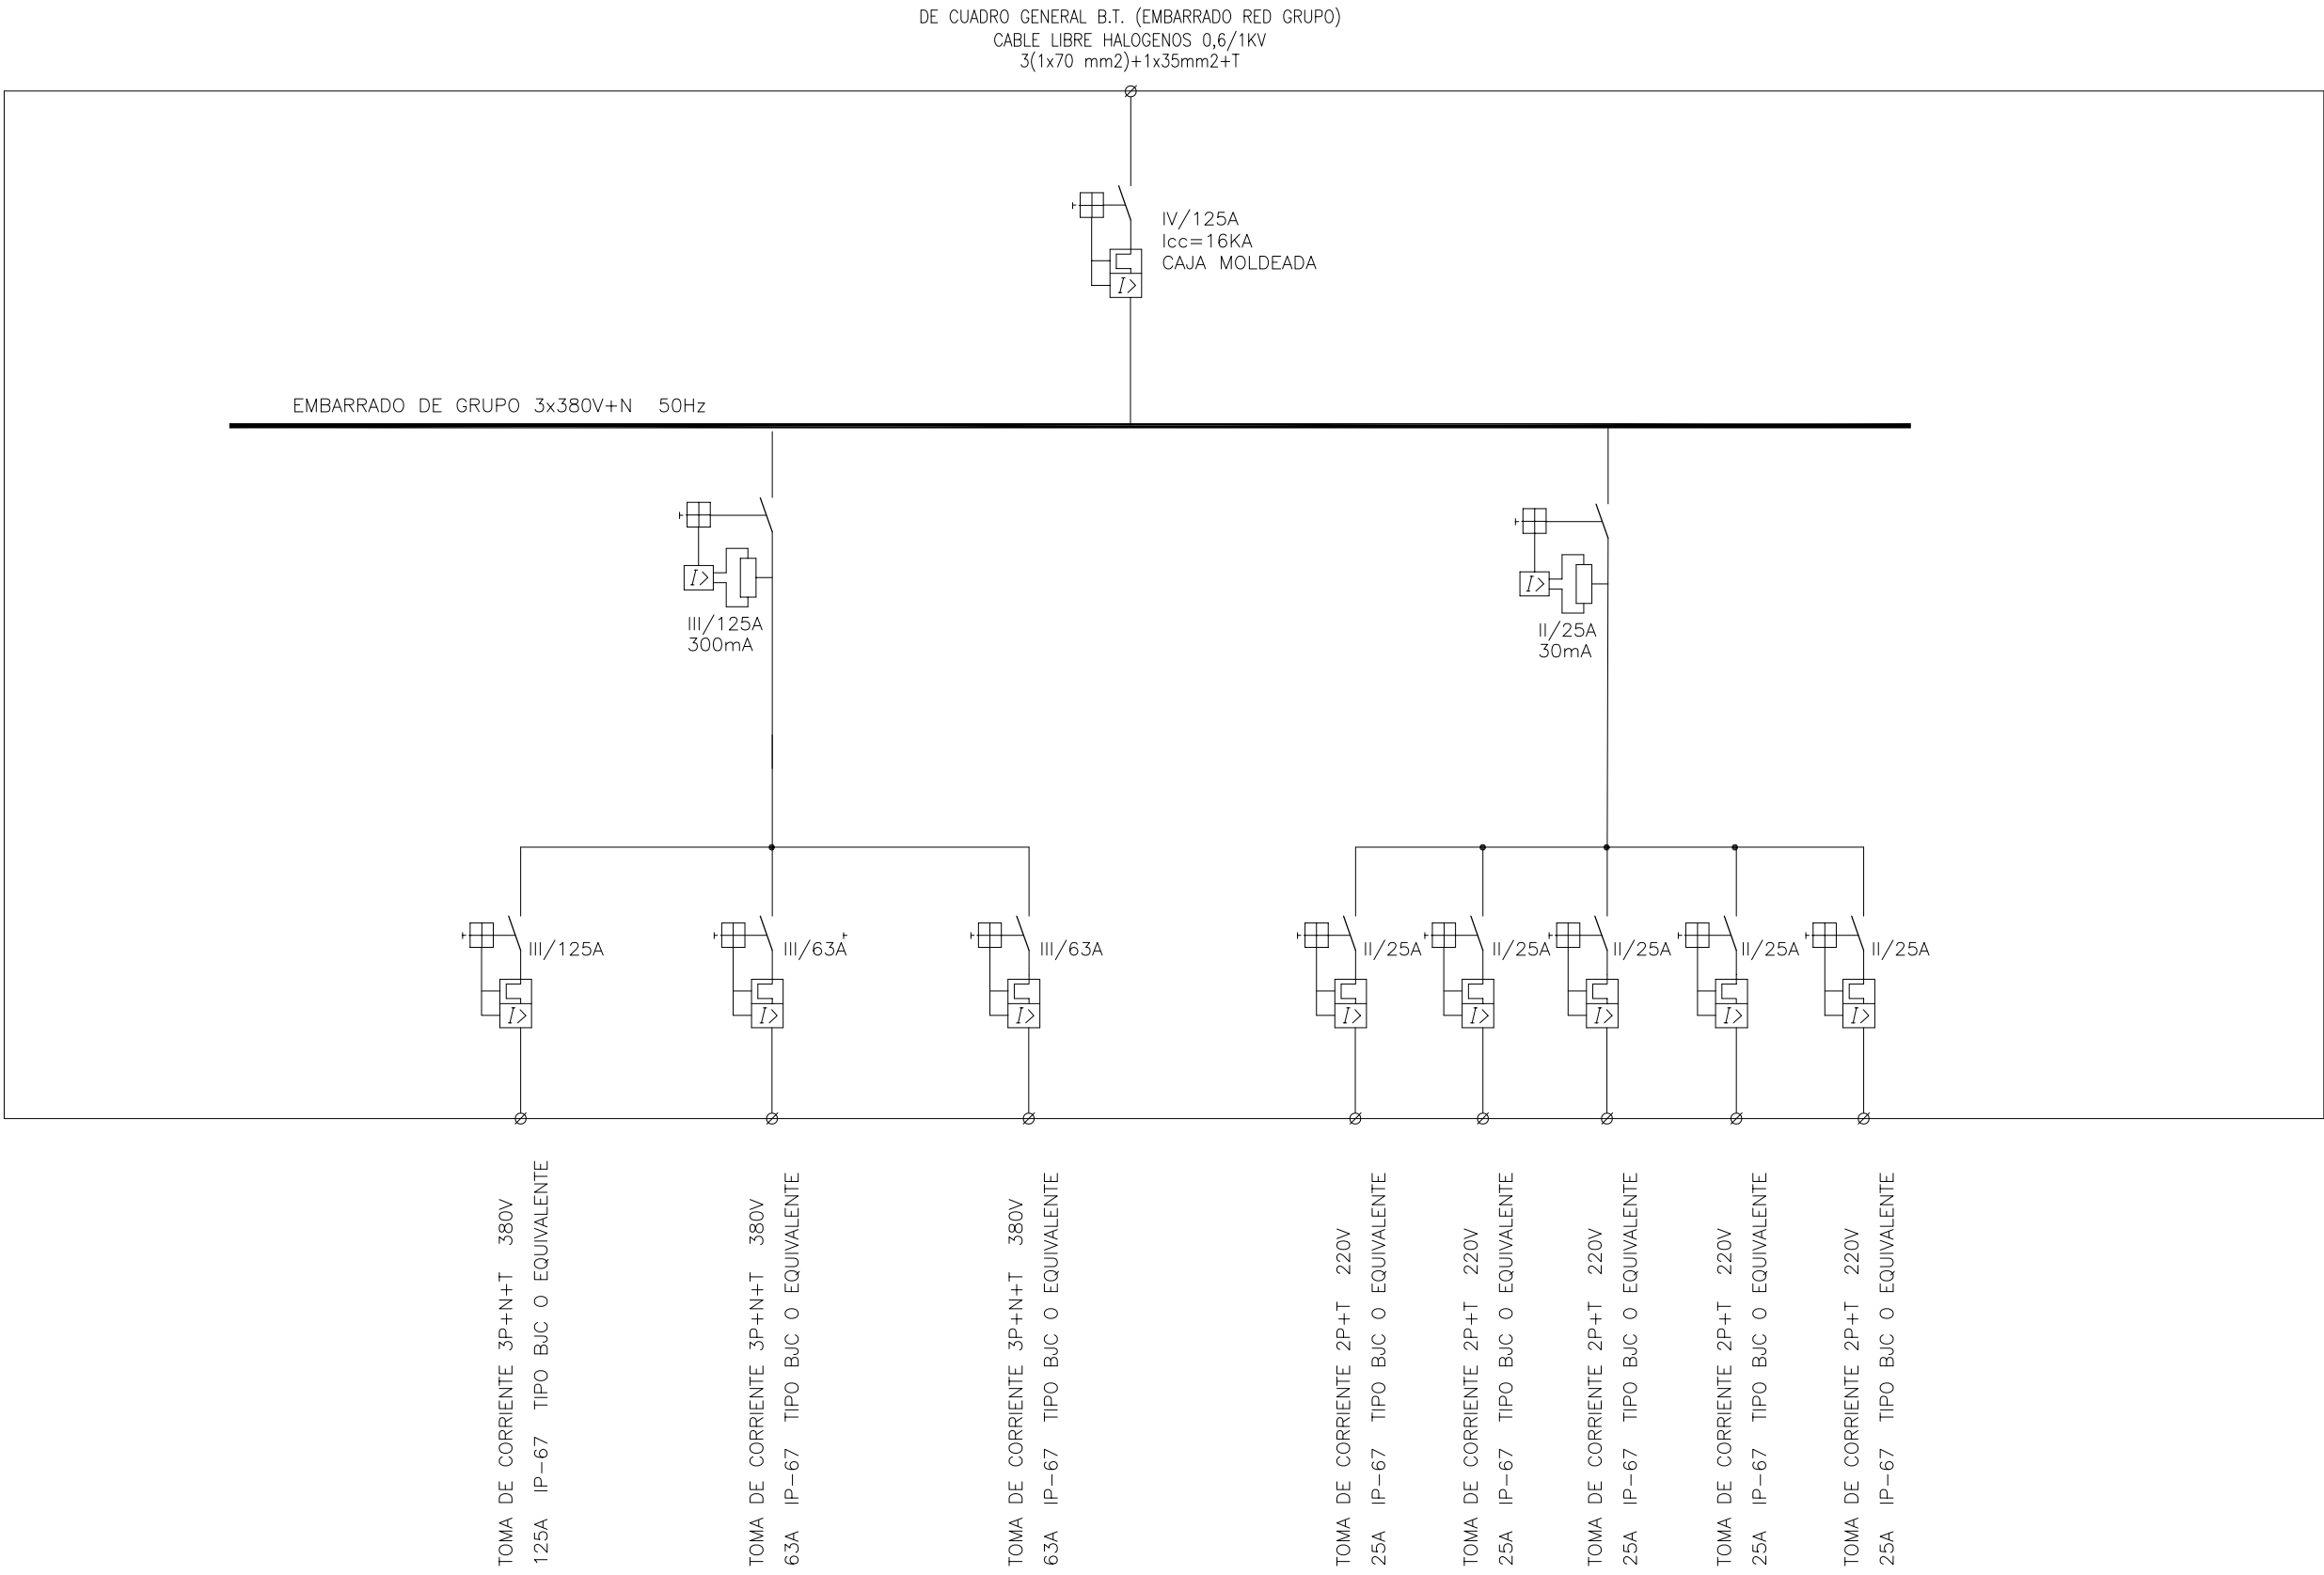 DE CUADRO GENERAL B.T. (EMBARRADO RED GRUPO)
CABLE LIBRE HALOGENOS 0,6/1KV
3(1x70 mm2)+1x35mm2+T
IV/125A
Icc=16KA
CAJA MOLDEADA
I>
EMBARRADO DE GRUPO 3x380V+N 50Hz
I>
III/125A
300mA
I>
II/25A
30mA
III/125A
III/63A
III/63A
II/25A
II/25A
II/25A
II/25A
II/25A
I>
I>
I>
I>
I>
I>
I>
I>
TOMA DE CORRIENTE 3P+N+T 380V
125A IP-67 TIPO BJC O EQUIVALENTE
TOMA DE CORRIENTE 3P+N+T 380V
63A IP-67 TIPO BJC O EQUIVALENTE
TOMA DE CORRIENTE 3P+N+T 380V
63A IP-67 TIPO BJC O EQUIVALENTE
TOMA DE CORRIENTE 2P+T 220V
25A IP-67 TIPO BJC O EQUIVALENTE
TOMA DE CORRIENTE 2P+T 220V
25A IP-67 TIPO BJC O EQUIVALENTE
TOMA DE CORRIENTE 2P+T 220V
25A IP-67 TIPO BJC O EQUIVALENTE
TOMA DE CORRIENTE 2P+T 220V
25A IP-67 TIPO BJC O EQUIVALENTE
TOMA DE CORRIENTE 2P+T 220V
25A IP-67 TIPO BJC O EQUIVALENTE